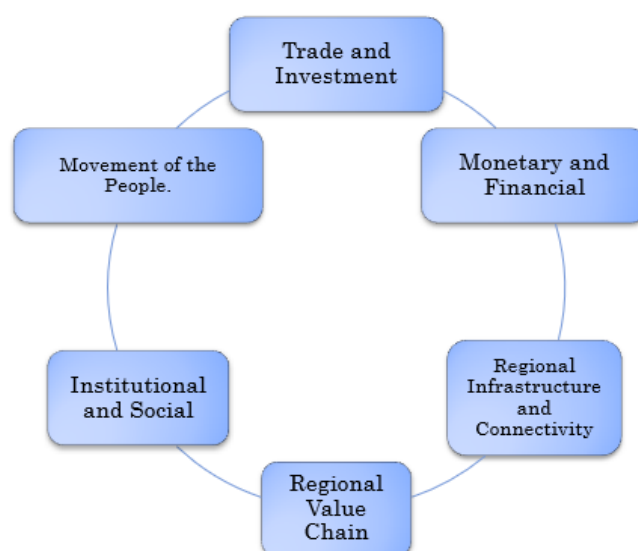 Trade and
Investment
Monetary and
Financial
Regional
Infrastructure
and
Connectivity
Regional
Value
Chain
Institutional
and Social
Movement of the
People.